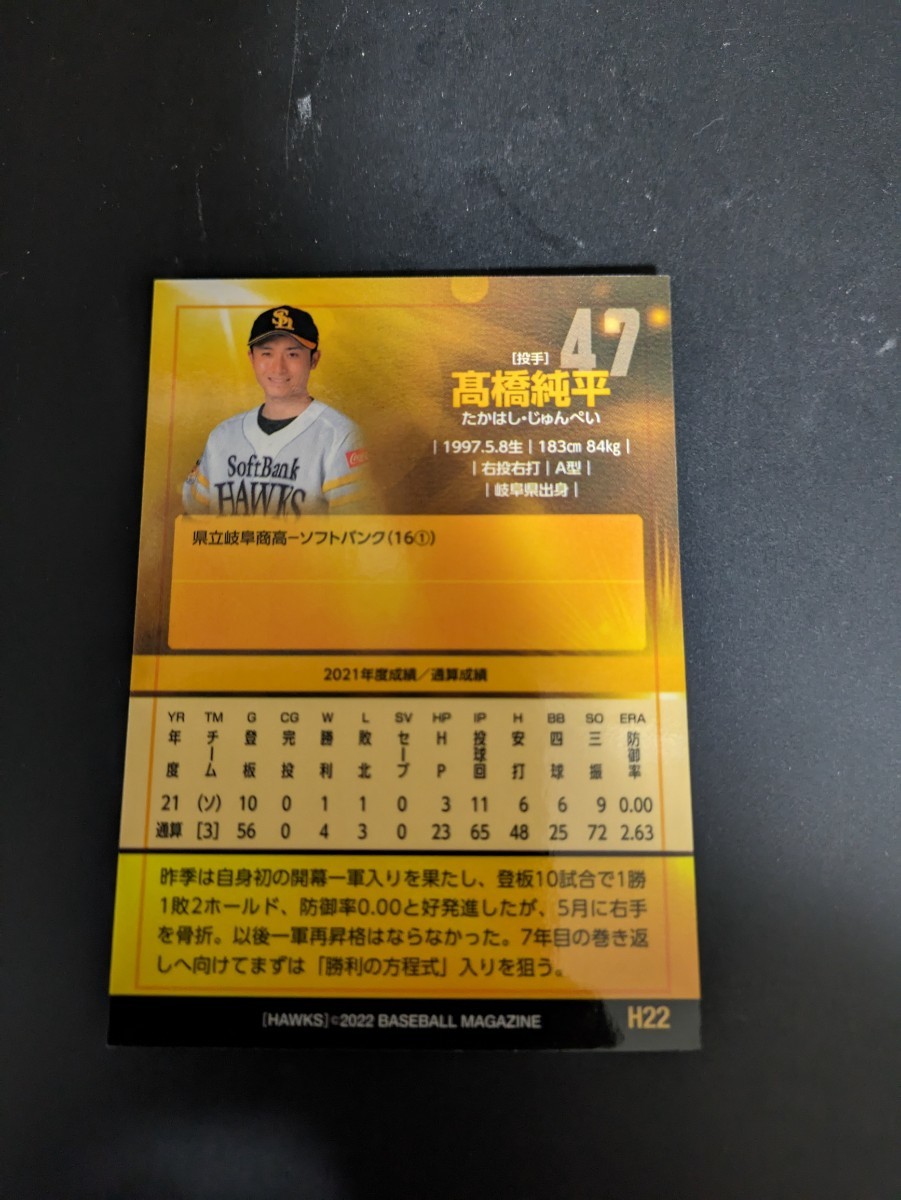 47
[投手]
髙橋純平
たかはし・じゅんぺい
| 1997.5.8生 | 183㎝ 84㎏ |
| 右投右打 | A型 |
| 岐阜県出身 |
SH
SoftBank
HAWKS
県立岐阜商高－ソフトバンク(16①)
2021年度成績／通算成績
YR TM G CG W L SV HP IP H BB SO ERA
年度 チーム 登板 完投 勝利 敗北 セーブ HP 投球回 安打 四球 三振 防御率
21 (ソ) 10 0 1 1 0 3 11 6 6 9 0.00
通算 [3] 56 0 4 3 0 23 65 48 25 72 2.63
昨季は自身初の開幕一軍入りを果たし、登板10試合で1勝
1敗2ホールド、防御率0.00と好発進したが、5月に右手
を骨折。以後一軍再昇格はならなかった。7年目の巻き返
しへ向けてまずは「勝利の方程式」入りを狙う。
[HAWKS]©2022 BASEBALL MAGAZINE H22